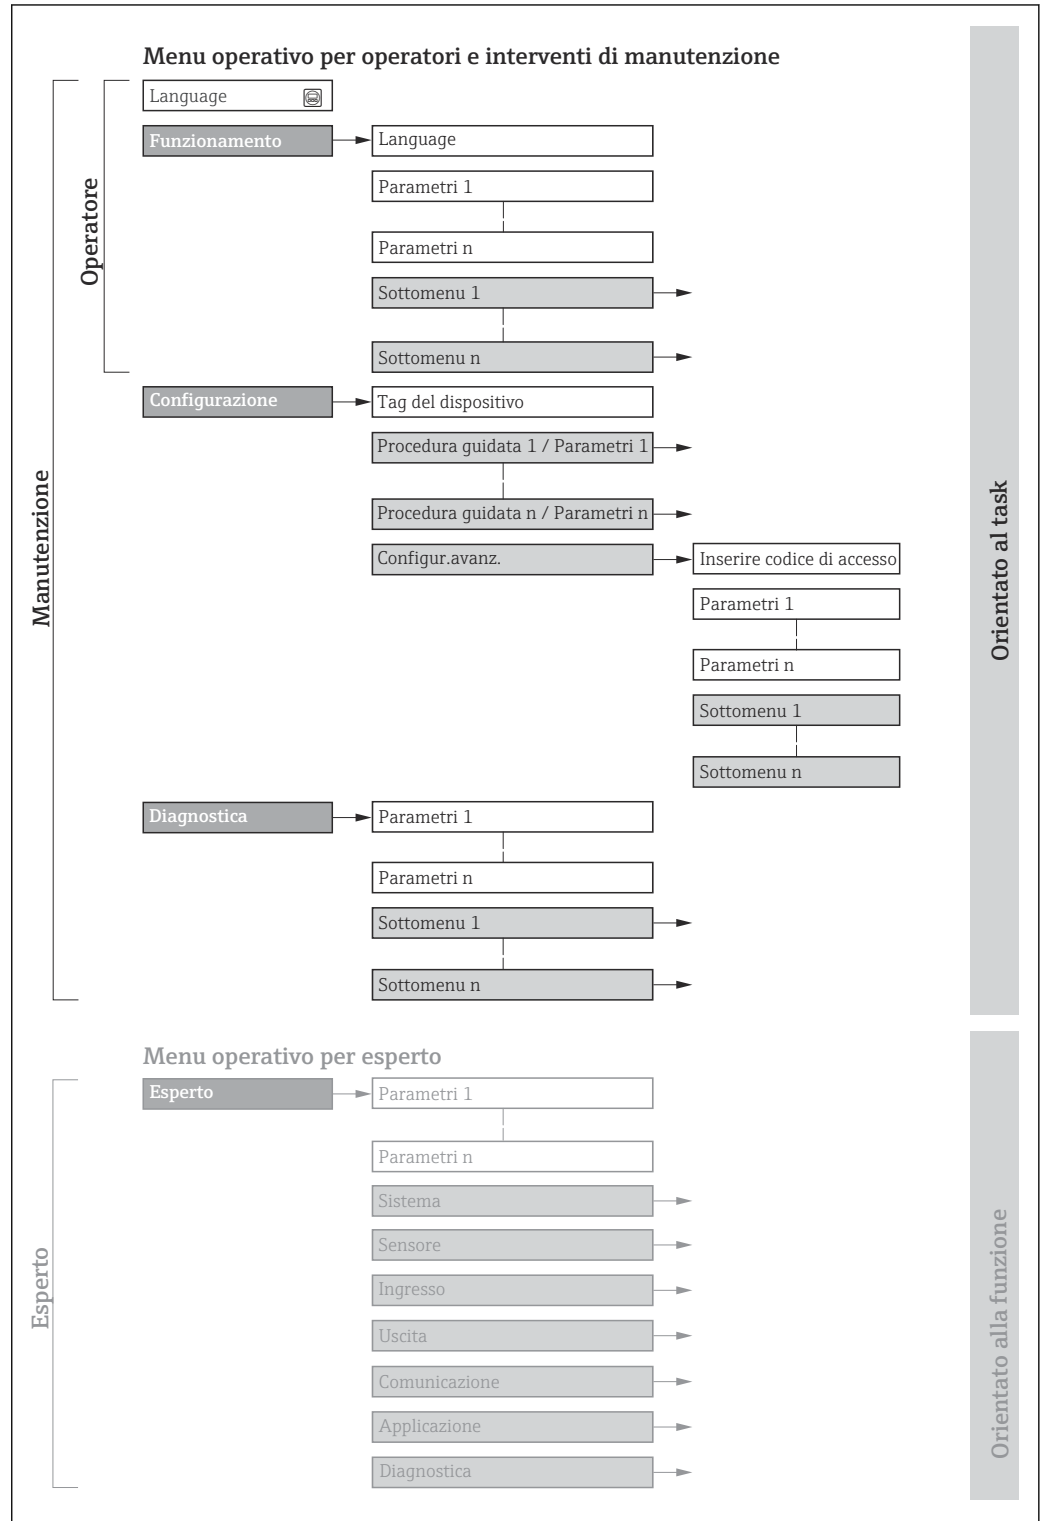 Menu operativo per operatori e interventi di manutenzione
Manutenzione
Operatore
Language
Funzionamento
Language
Parametri 1
Parametri n
Sottomenu 1
Sottomenu n
Configurazione
Tag del dispositivo
Procedura guidata 1 / Parametri 1
Procedura guidata n / Parametri n
Configur.avanz.
Inserire codice di accesso
Parametri 1
Parametri n
Sottomenu 1
Sottomenu n
Diagnostica
Parametri 1
Parametri n
Sottomenu 1
Sottomenu n
Orientato al task
Menu operativo per esperto
Esperto
Esperto
Parametri 1
Parametri n
Sistema
Sensore
Ingresso
Uscita
Comunicazione
Applicazione
Diagnostica
Orientato alla funzione